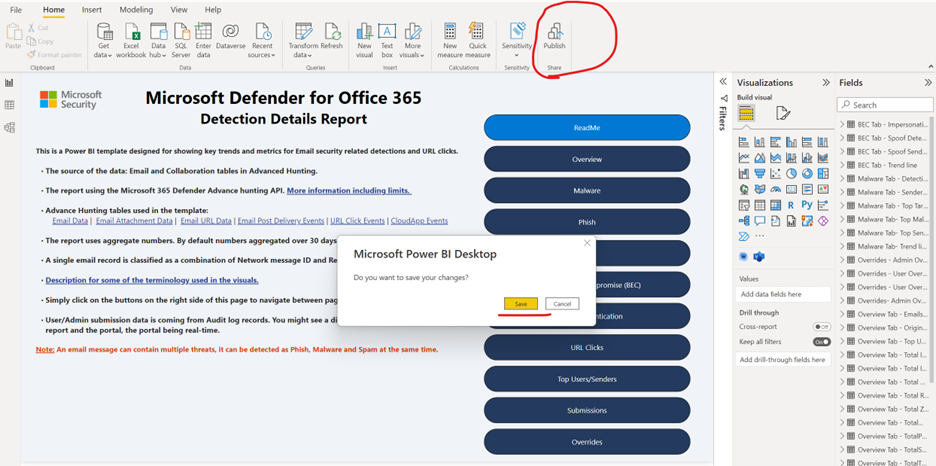 File Home Insert Modeling View Help
Paste
Cut
Copy
Format painter
Clipboard
Get data
Excel workbook
Data hub
SQL Server
Enter data
Dataverse
Recent sources
Data
Transform data
Refresh
Queries
New visual
Text box
More visuals
Insert
New measure
Quick measure
Calculations
Sensitivity
Sensitivity
Publish
Share
Microsoft
Security
Microsoft Defender for Office 365
Detection Details Report
This is a Power BI template designed for showing key trends and metrics for Email security related detections and URL clicks.
• The source of the data: Email and Collaboration tables in Advanced Hunting.
• The report using the Microsoft 365 Defender Advance hunting API. More information including limits.
• Advance Hunting tables used in the template:
Email Data | Email Attachment Data | Email URL Data | Email Post Delivery Events | URL Click Events | CloudApp Events
• The report uses aggregate numbers. By default numbers aggregated over 30 days
• A single email record is classified as a combination of Network message ID and Re
• Description for some of the terminology used in the visuals.
• Simply click on the buttons on the right side of this page to navigate between pag
• User/Admin submission data is coming from Audit log records. You might see a di
report and the portal, the portal being real-time.
Note: An email message can contain multiple threats, it can be detected as Phish, Malware and Spam at the same time.
ReadMe
Overview
Malware
Phish
promise (BEC)
entication
URL Clicks
Top Users/Senders
Submissions
Overrides
Microsoft Power BI Desktop
Do you want to save your changes?
Save Cancel
Filters
Visualizations
Build visual
R Py
Values
Add data fields here
Drill through
Cross-report Off
Keep all filters On
Add drill-through fields here
Fields
Search
BEC Tab - Impersonati...
BEC Tab - Spoof Dete...
BEC Tab - Spoof Send...
BEC Tab - Trend line
Malware Tab - Detecti...
Malware Tab - Sender...
Malware Tab - Top Tar...
Malware Tab- Top Mal...
Malware Tab- Top Sen...
Malware Tab- Trend li...
Overrides - Admin Ov...
Overrides - User Over...
Overrides - User Over...
Overrides- Admin Ov...
Overview Tab - Emails...
Overview Tab - Origin...
Overview Tab - Top U...
Overview Tab - Total I...
Overview Tab - Total I...
Overview Tab - Total R...
Overview Tab - Total Z...
Overview Tab - Total...
Overview Tab - TotalP...
Overview Tab - TotalS...
Overview Tab - TotalT...